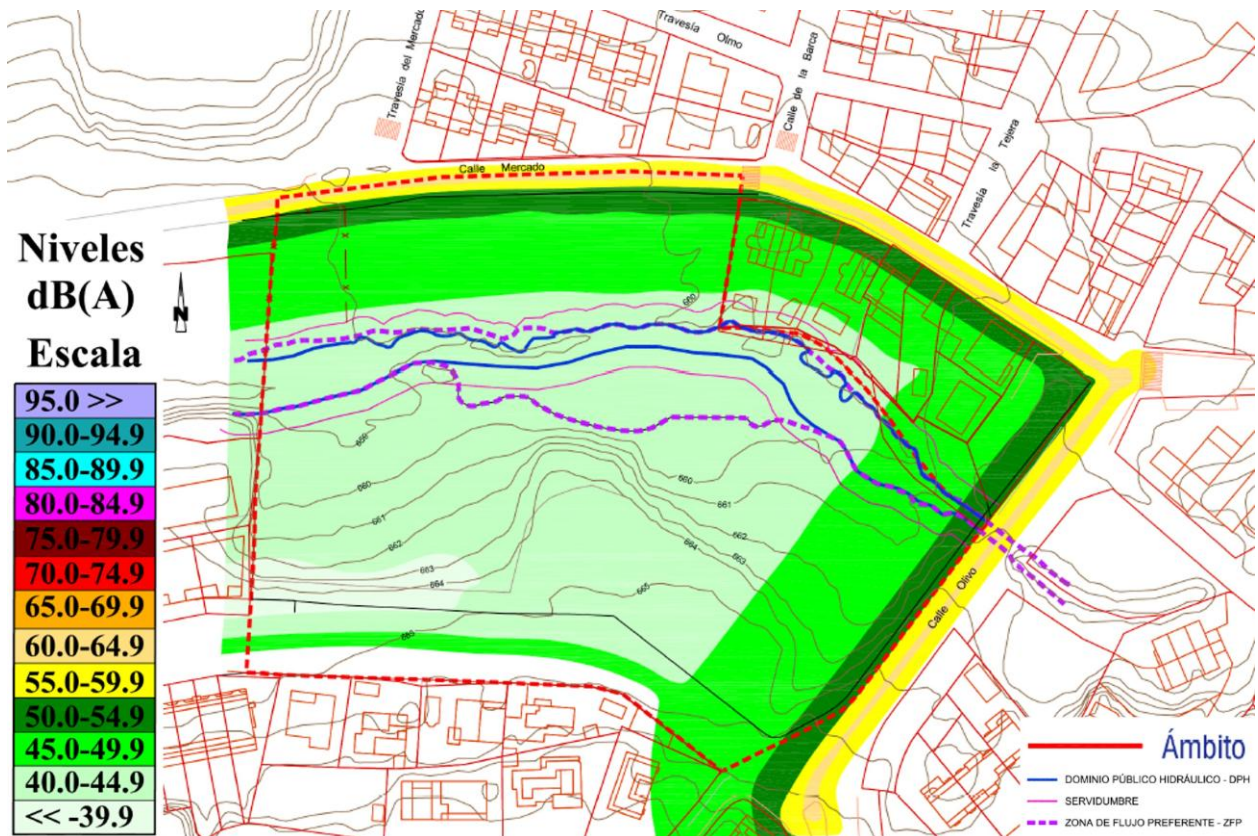 Travesía del Mercado
Travesía Olmo
Calle de la Barca
Travesía la Tejera
Calle Mercado
Niveles
dB(A)
Escala
95.0 >>
90.0-94.9
85.0-89.9
80.0-84.9
75.0-79.9
70.0-74.9
65.0-69.9
60.0-64.9
55.0-59.9
50.0-54.9
45.0-49.9
40.0-44.9
<< -39.9
N
x
x
660
659
660
661
662
663
664
665
660
661
662
663
664
665
Calle Olivo
Ámbito
DOMINIO PÚBLICO HIDRÁULICO - DPH
SERVIDUMBRE
ZONA DE FLUJO PREFERENTE - ZFP